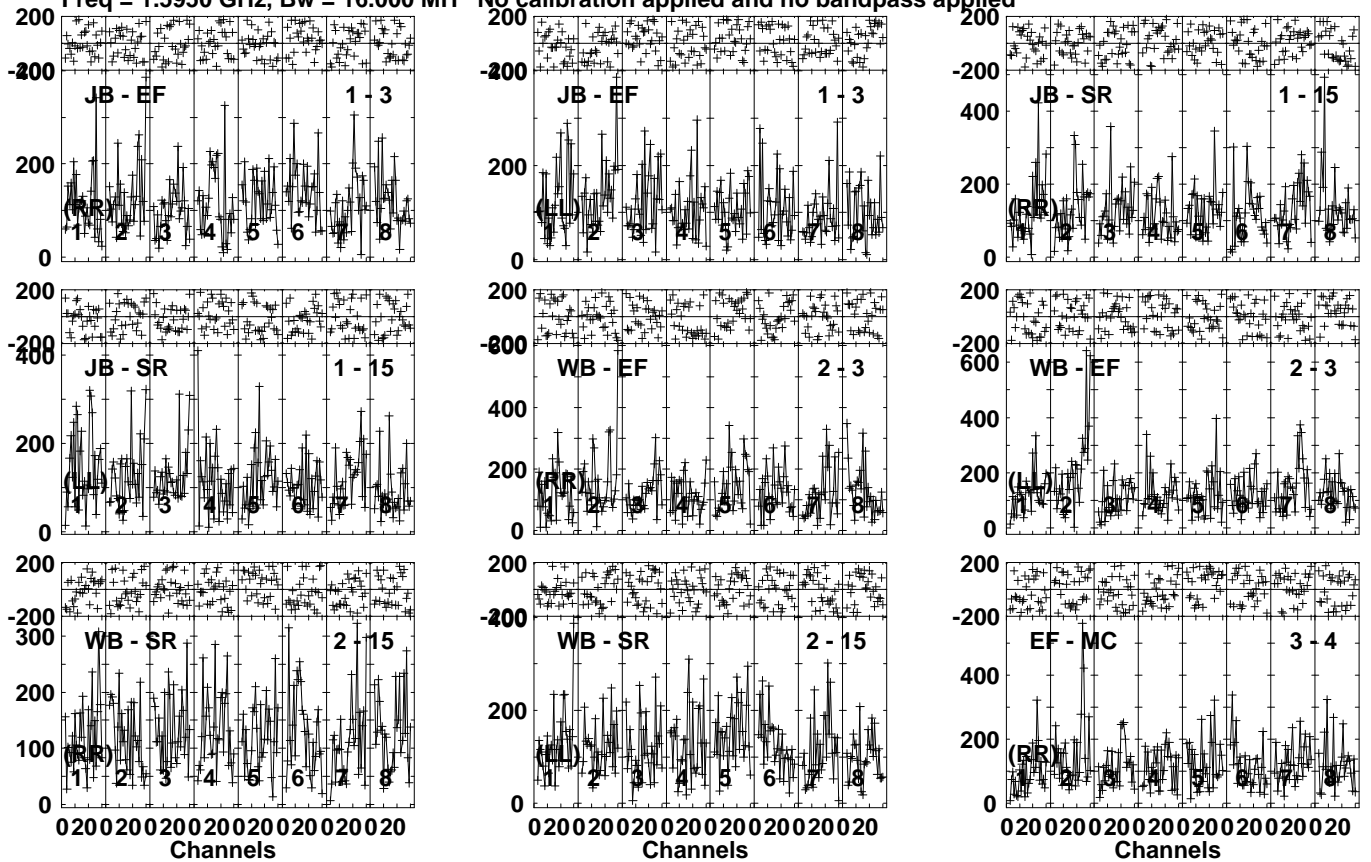 Freq = 1.5950 GHz, Bw = 16.000 MH No calibration applied and no bandpass applied
200 200 200
-200 -200 -200
400 400
JB - EF 1 - 3 JB - EF 1 - 3 JB - SR 1 - 15
400
200 200 200
(RR) (LL) (RR)
1 2 3 4 5 6 7 8 1 2 3 4 5 6 7 8 1 2 3 4 5 6 7 8
0 0 0
200 200 200
-200 -200 -200
400 600
JB - SR 1 - 15 WB - EF 2 - 3 WB - EF 2 - 3
600
400 400
200 200 200
(LL) (RR) (LL)
1 2 3 4 5 6 7 8 1 2 3 4 5 6 7 8 1 2 3 4 5 6 7 8
0 0 0
200 200 200
-200 -200 -200
300 400
WB - SR 2 - 15 WB - SR 2 - 15 EF - MC 3 - 4
400
200 200 200
100
(RR) (LL) (RR)
1 2 3 4 5 6 7 8 1 2 3 4 5 6 7 8 1 2 3 4 5 6 7 8
0 0 0
0 20 0 20 0 20 0 20 0 20 0 20 0 20 0 20 0 20 0 20 0 20 0 20 0 20 0 20 0 20 0 20 0 20 0 20 0 20 0 20 0 20 0 20 0 20 0 20
Channels Channels Channels